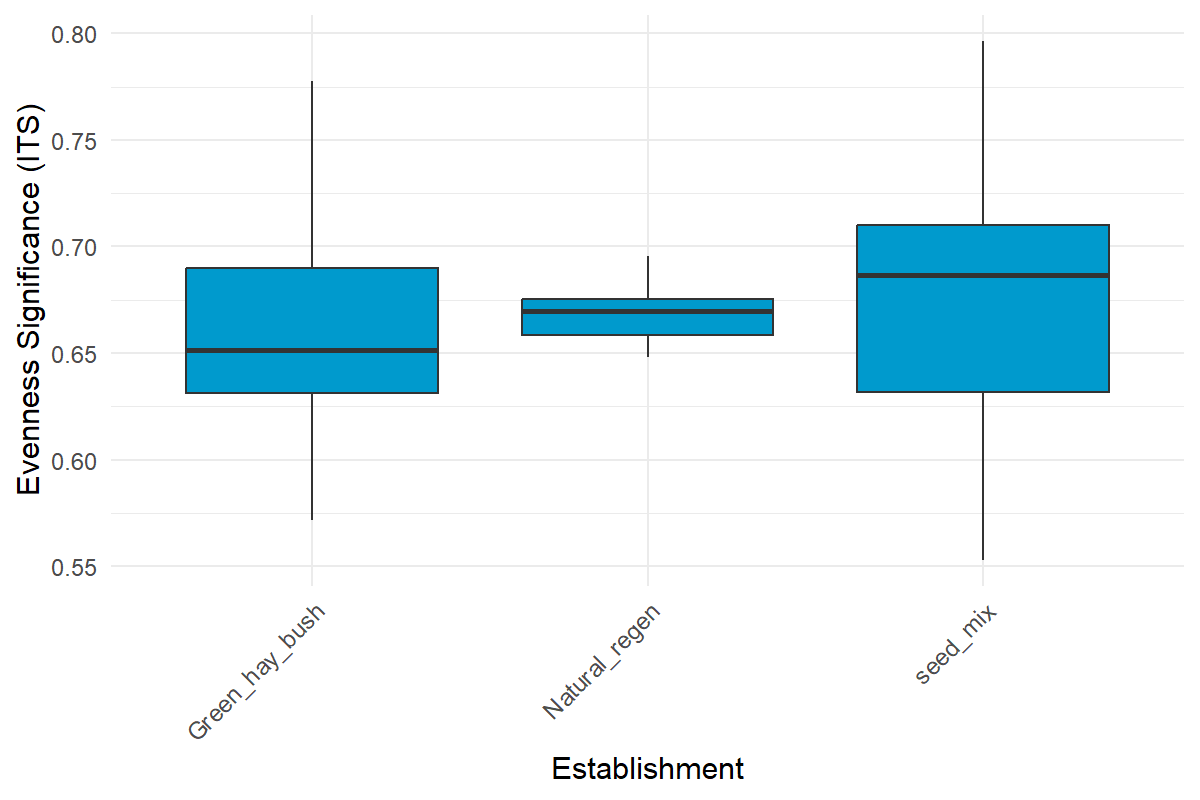 Evenness Significance (ITS)
0.80
0.75
0.70
0.65
0.60
0.55
Green_hay_bush
Natural_regen
seed_mix
Establishment